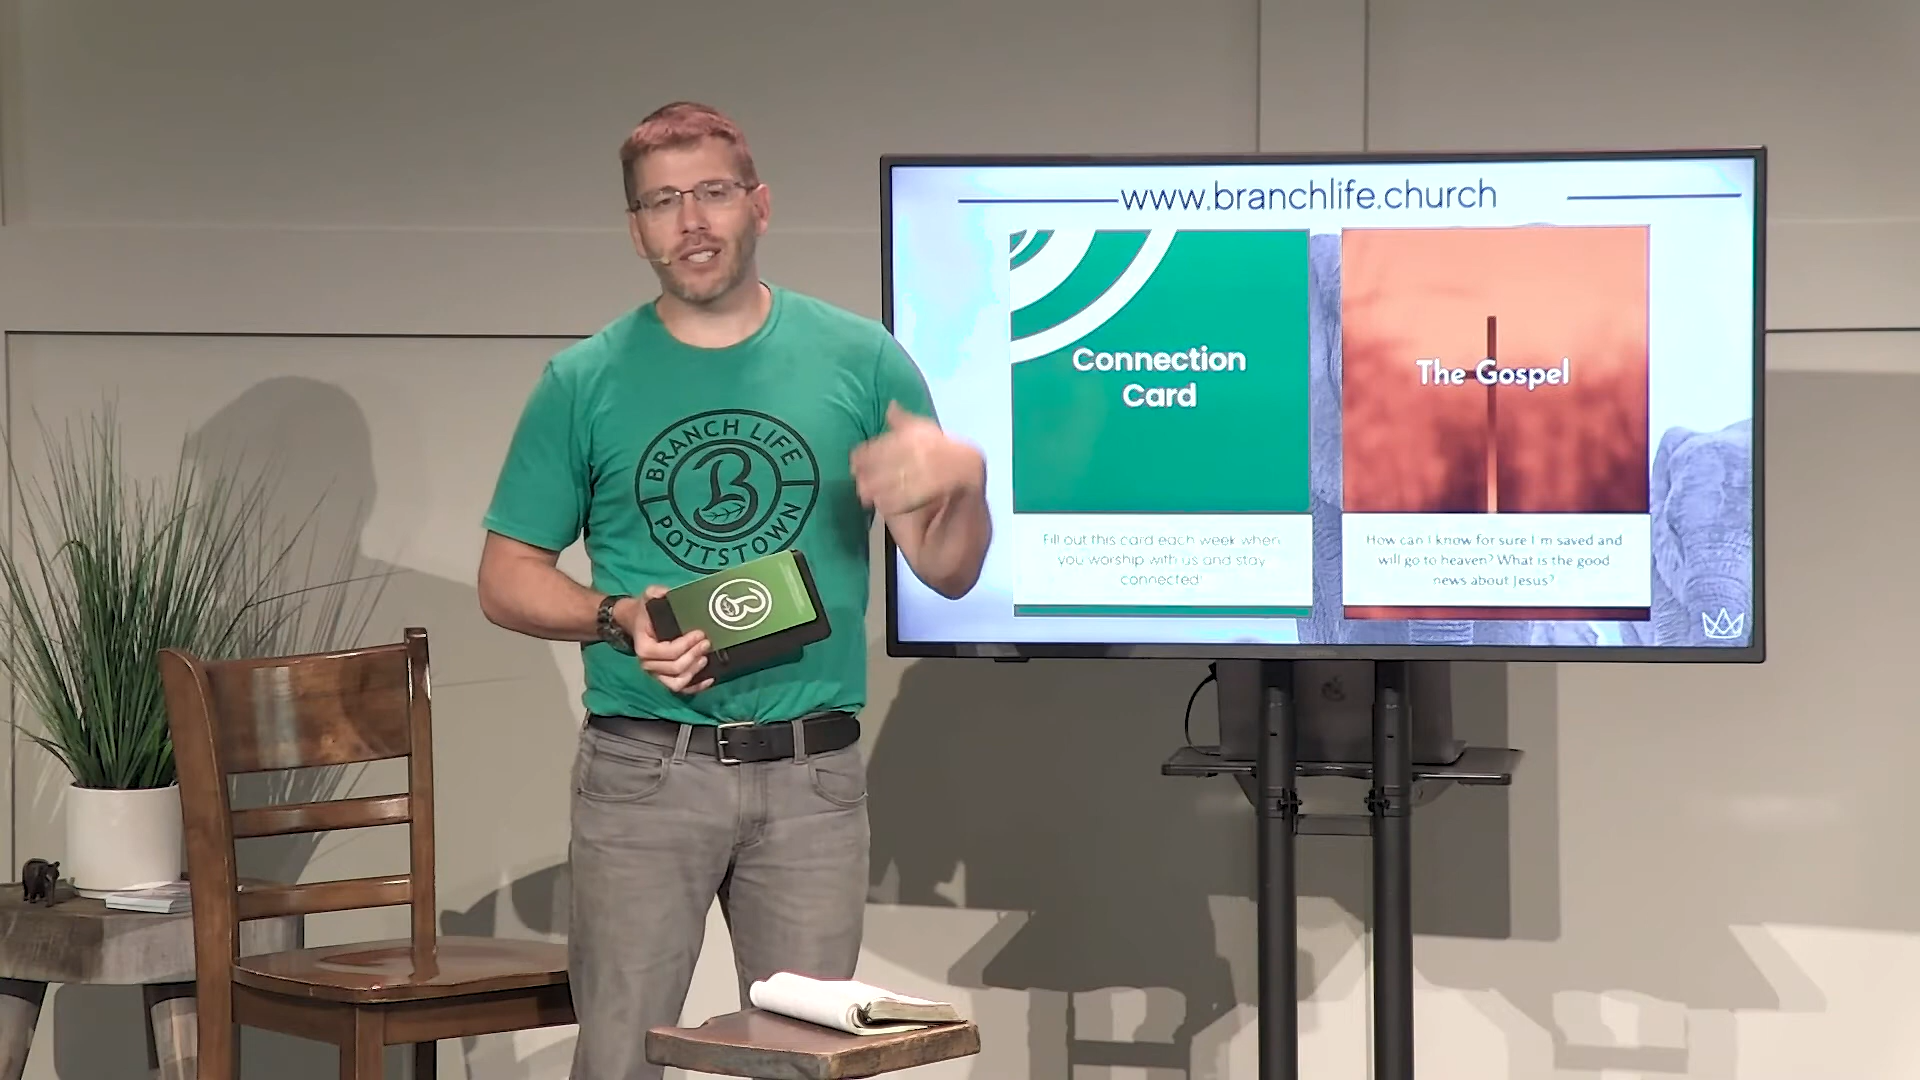 www.branchlife.church
Connection
Card
The Gospel
Fill out this card each week when
you worship with us and stay
connected!
How can I know for sure I'm saved and
will go to heaven? What is the good
news about Jesus?
BRANCH LIFE
B
POTTSTOWN